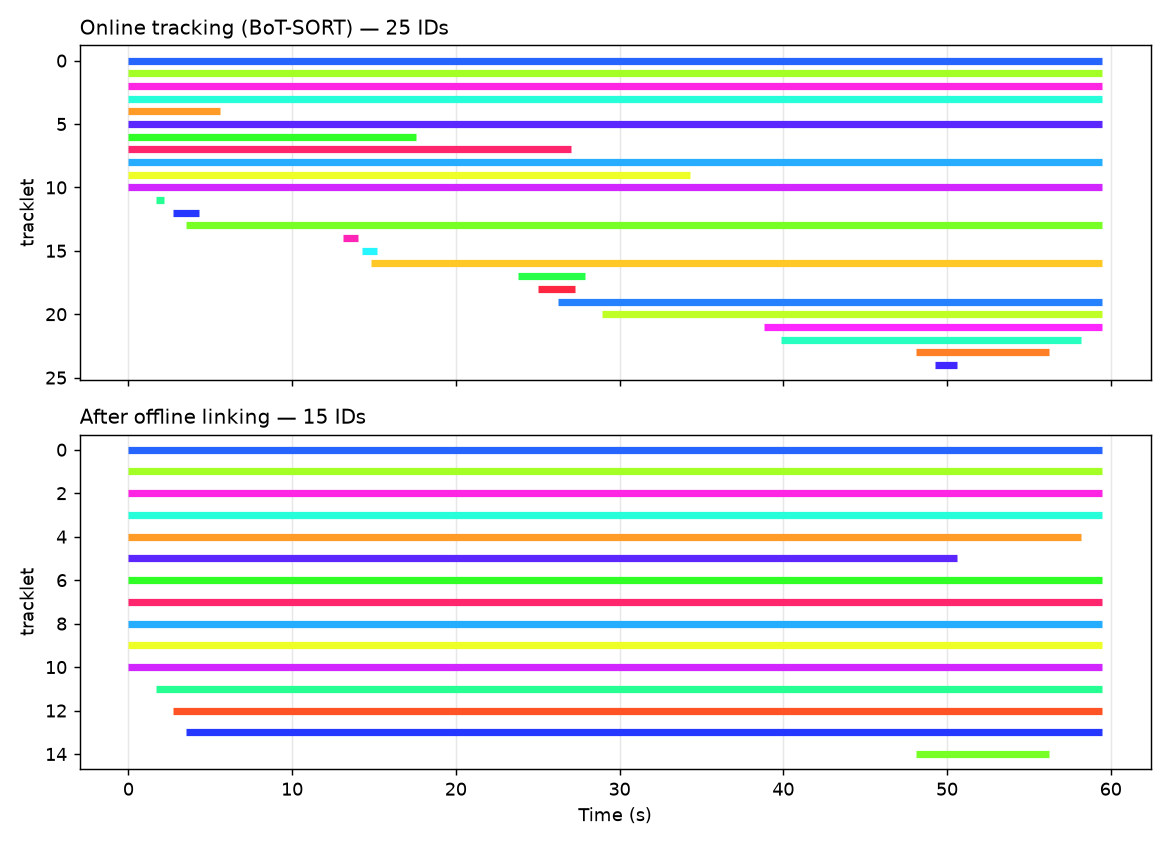 Online tracking (BoT-SORT) — 25 IDs
0
5
10
15
20
25
tracklet
After offline linking — 15 IDs
0
2
4
6
8
10
12
14
tracklet
0 10 20 30 40 50 60
Time (s)